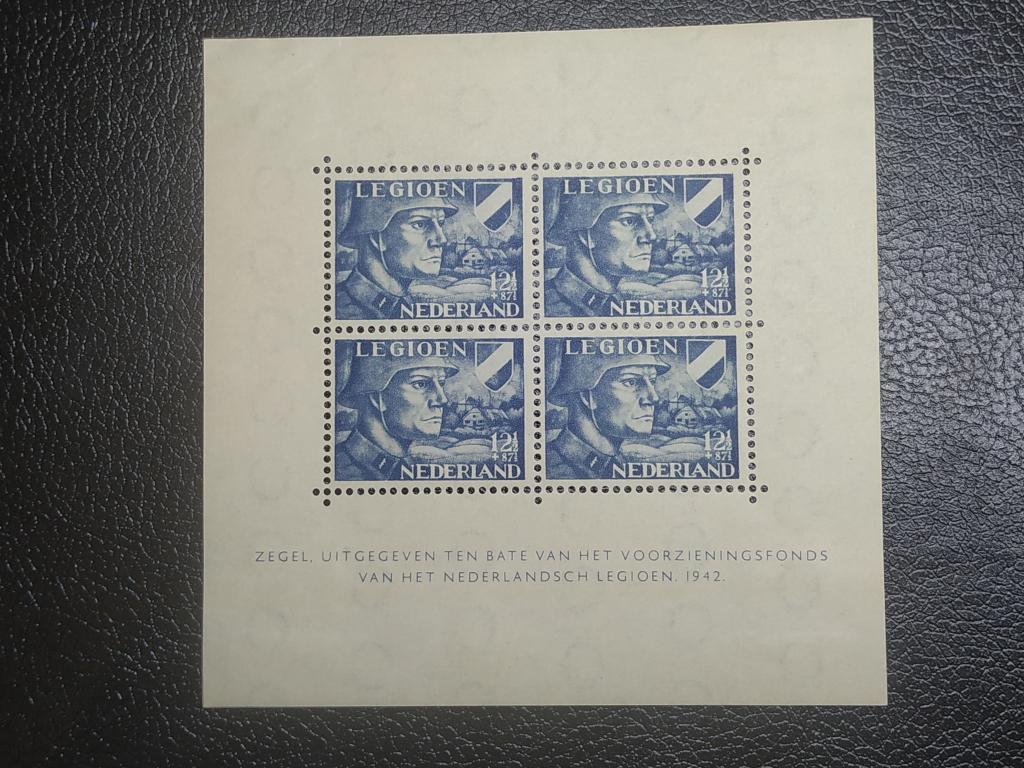 LEGIOEN
12½
+87½
NEDERLAND
LEGIOEN
12½
+87½
NEDERLAND
LEGIOEN
12½
+87½
NEDERLAND
LEGIOEN
12½
+87½
NEDERLAND
ZEGEL, UITGEGEVEN TEN BATE VAN HET VOORZIENINGSFONDS
VAN HET NEDERLANDSCH LEGIOEN. 1942.